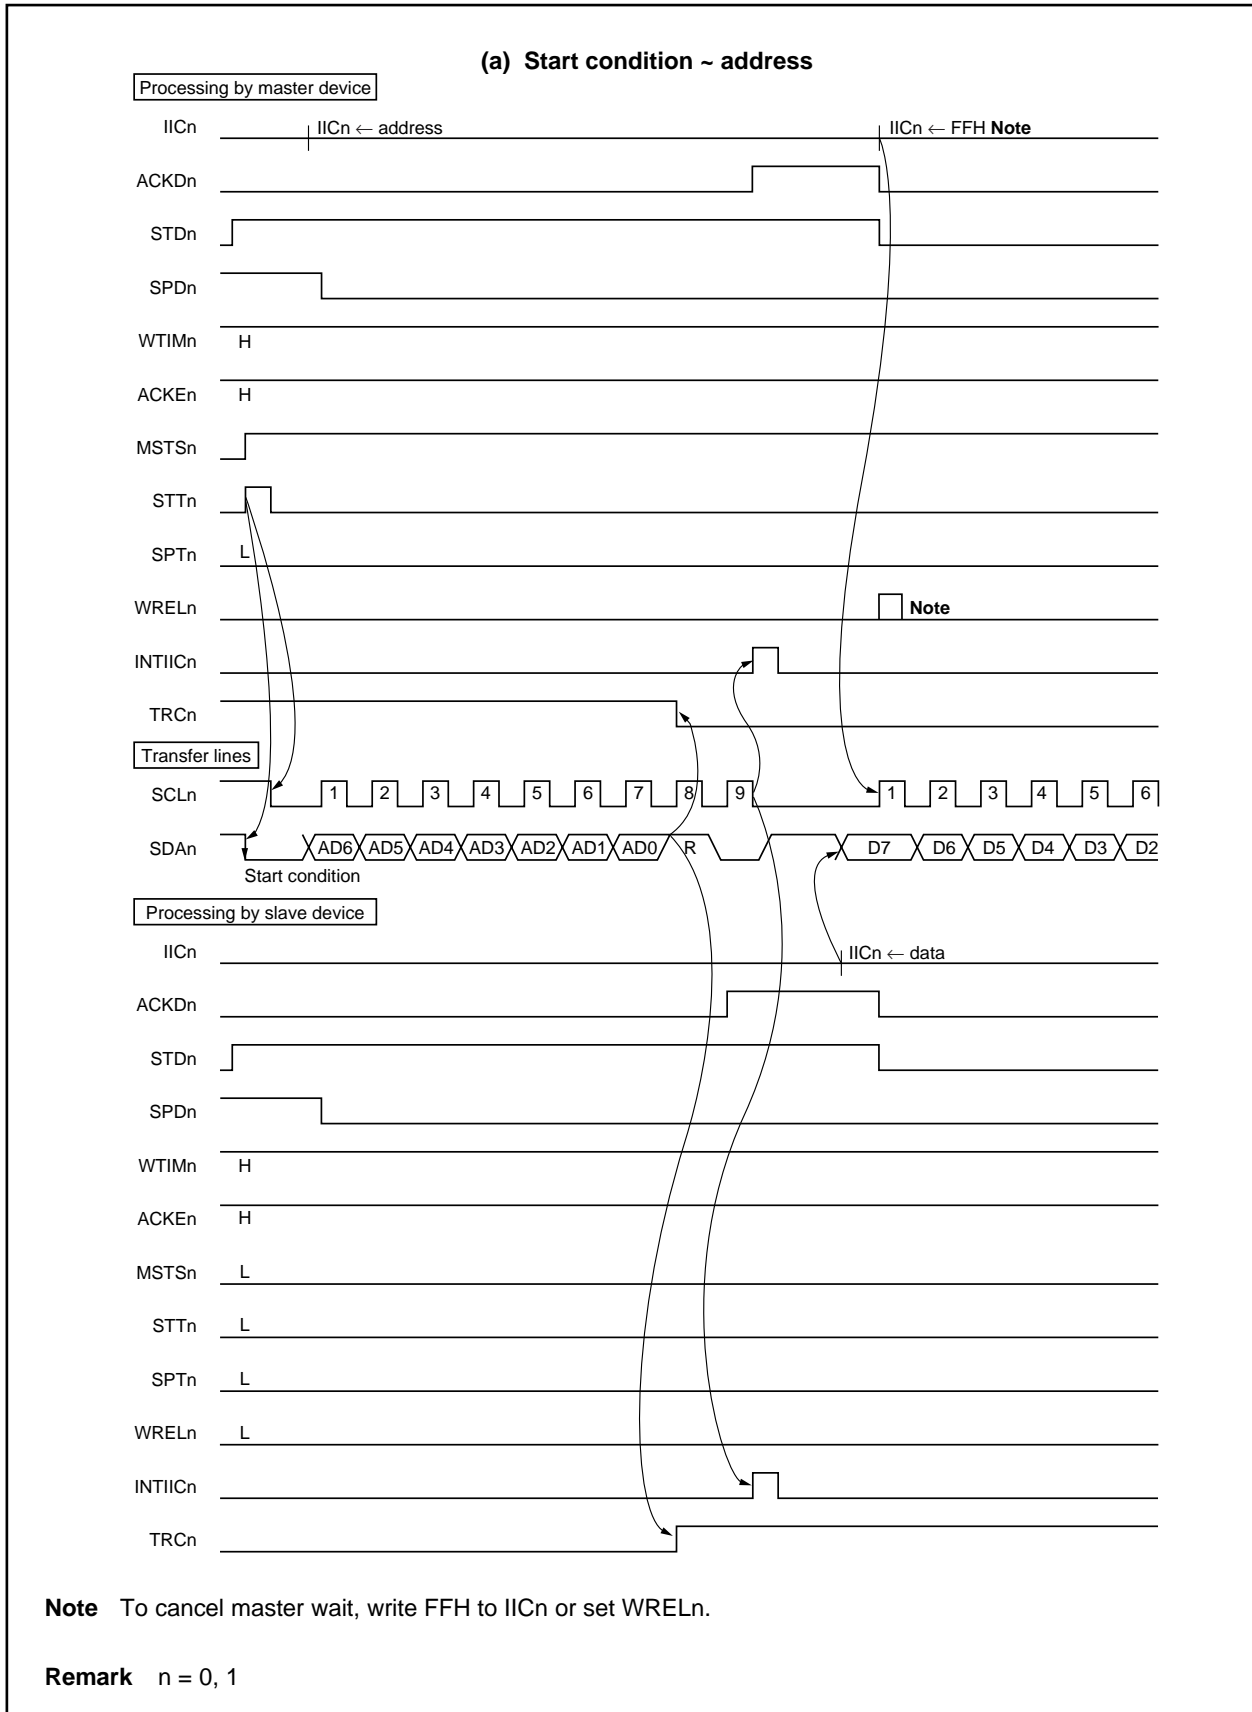 (a) Start condition ~ address
Processing by master device
IICn IICn ← address IICn ← FFH Note
ACKDn
STDn
SPDn
WTIMn H
ACKEn H
MSTSn
STTn
SPTn L
WRELn Note
INTIICn
TRCn
Transfer lines
SCLn 1 2 3 4 5 6 7 8 9 1 2 3 4 5 6
SDAn AD6 AD5 AD4 AD3 AD2 AD1 AD0 R D7 D6 D5 D4 D3 D2
Start condition
Processing by slave device
IICn IICn ← data
ACKDn
STDn
SPDn
WTIMn H
ACKEn H
MSTSn L
STTn L
SPTn L
WRELn L
INTIICn
TRCn
Note To cancel master wait, write FFH to IICn or set WRELn.
Remark n = 0, 1